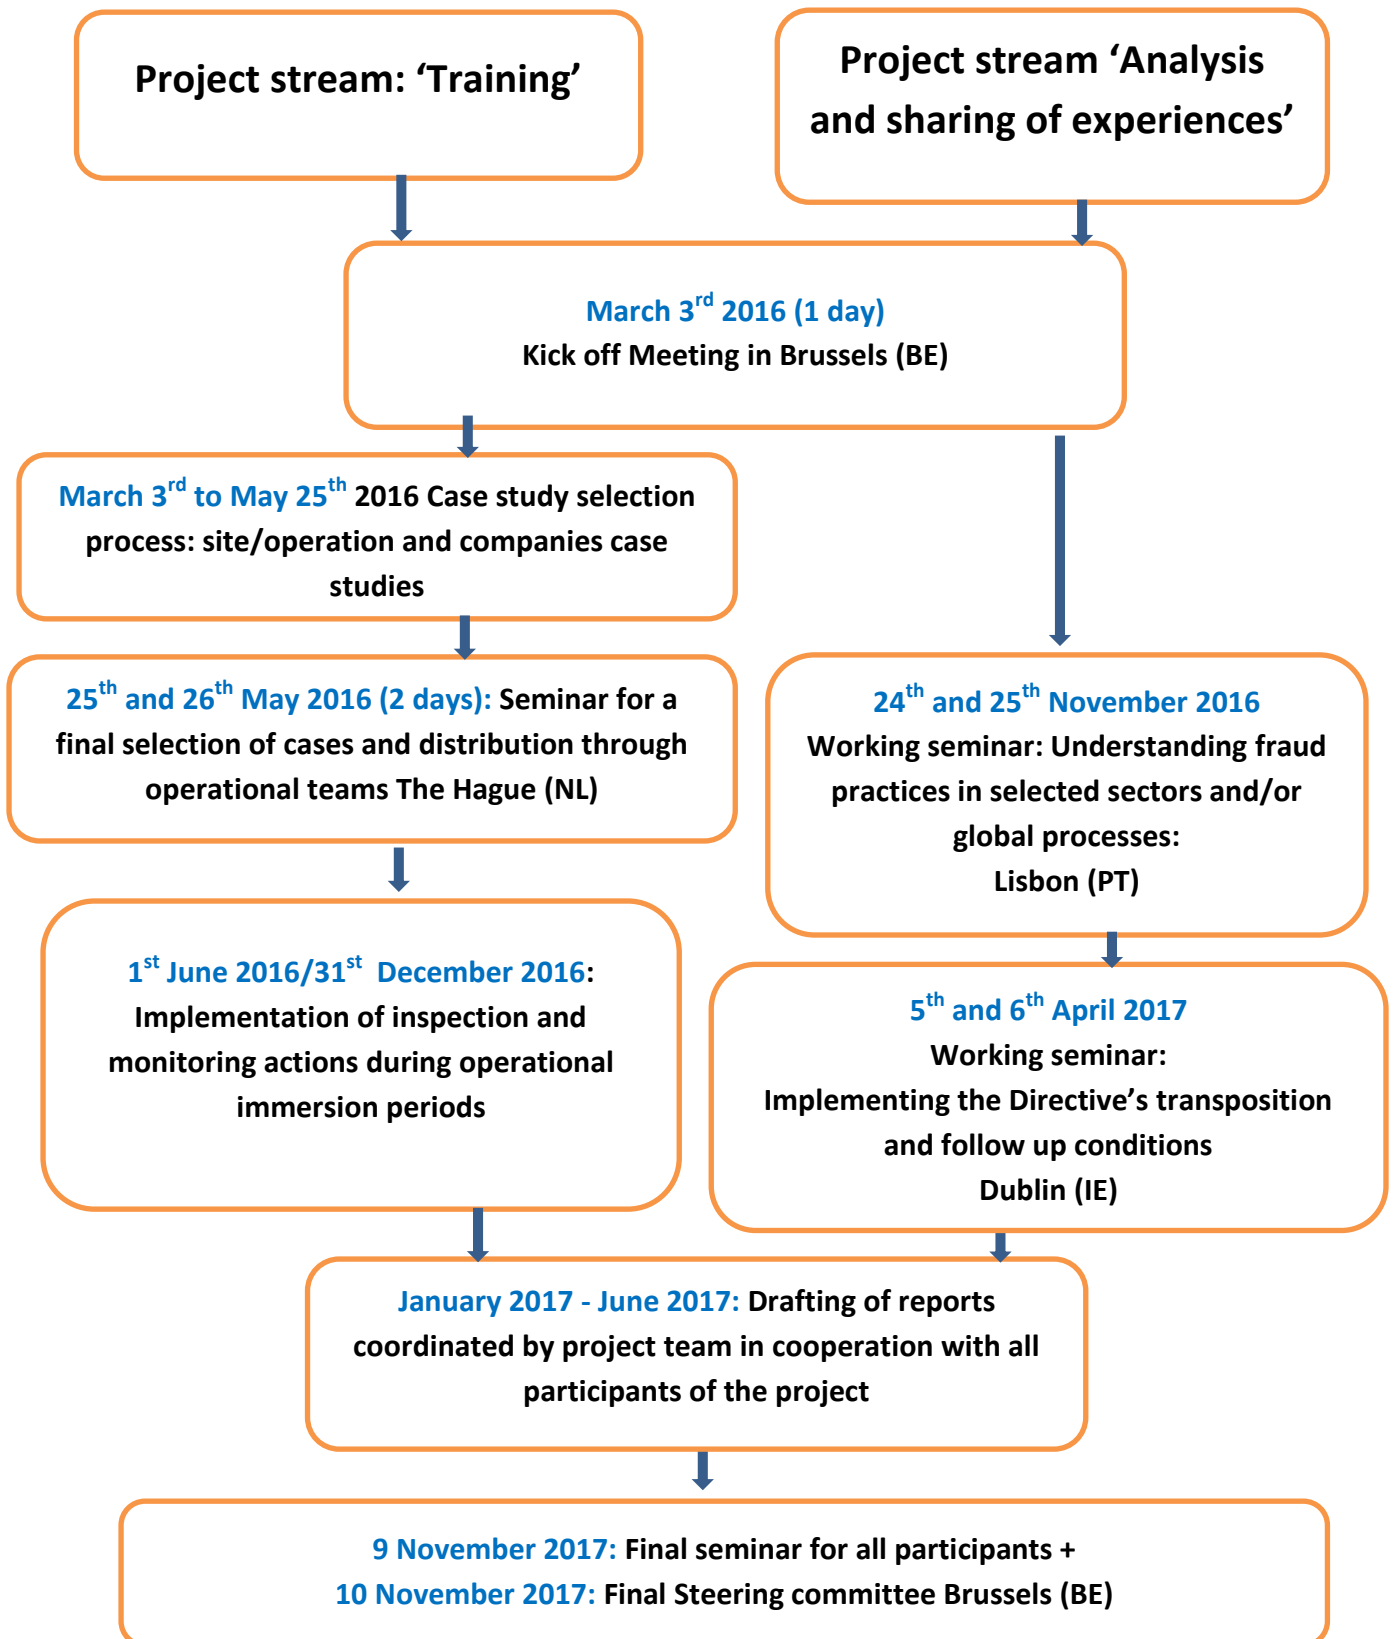 Project stream: ‘Training’
Project stream ‘Analysis
and sharing of experiences’
March 3rd 2016 (1 day)
Kick off Meeting in Brussels (BE)
March 3rd to May 25th 2016 Case study selection
process: site/operation and companies case
studies
25th and 26th May 2016 (2 days): Seminar for a
final selection of cases and distribution through
operational teams The Hague (NL)
1st June 2016/31st December 2016:
Implementation of inspection and
monitoring actions during operational
immersion periods
24th and 25th November 2016
Working seminar: Understanding fraud
practices in selected sectors and/or
global processes:
Lisbon (PT)
5th and 6th April 2017
Working seminar:
Implementing the Directive’s transposition
and follow up conditions
Dublin (IE)
January 2017 - June 2017: Drafting of reports
coordinated by project team in cooperation with all
participants of the project
9 November 2017: Final seminar for all participants +
10 November 2017: Final Steering committee Brussels (BE)